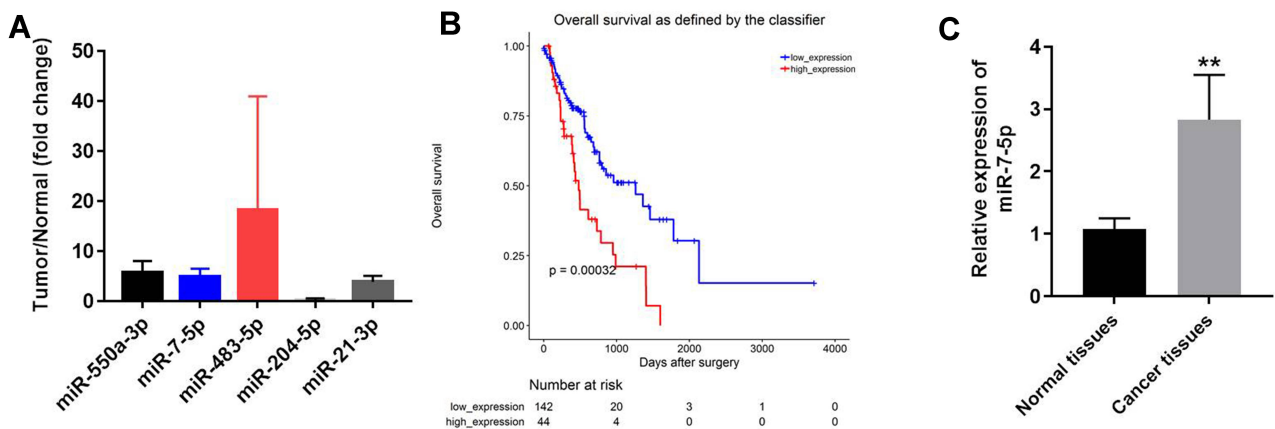 A
Tumor/Normal (fold change)
50
40
30
20
10
0
miR-550a-3p
miR-7-5p
miR-483-5p
miR-204-5p
miR-21-3p
B
Overall survival as defined by the classifier
Overall survival
1.00
0.75
0.50
0.25
0.00
low_expression
high_expression
p = 0.00032
0 1000 2000 3000 4000
Days after surgery
Number at risk
low_expression 142 20 3 1 0
high_expression 44 4 0 0 0
C
Relative expression of
miR-7-5p
4
3
2
1
0
**
Normal tissues
Cancer tissues